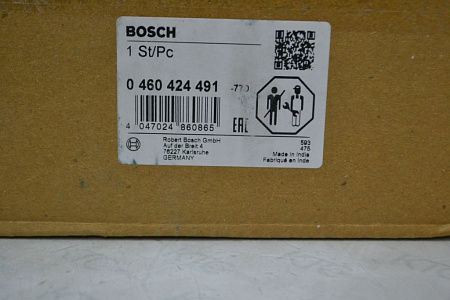 BOSCH
1 St/Pc
0 460 424 491
4 047024 860865
EAC
Robert Bosch GmbH
Auf der Breit 4
76227 Karlsruhe
GERMANY
593
475
Made in India
Fabriqué en Inde